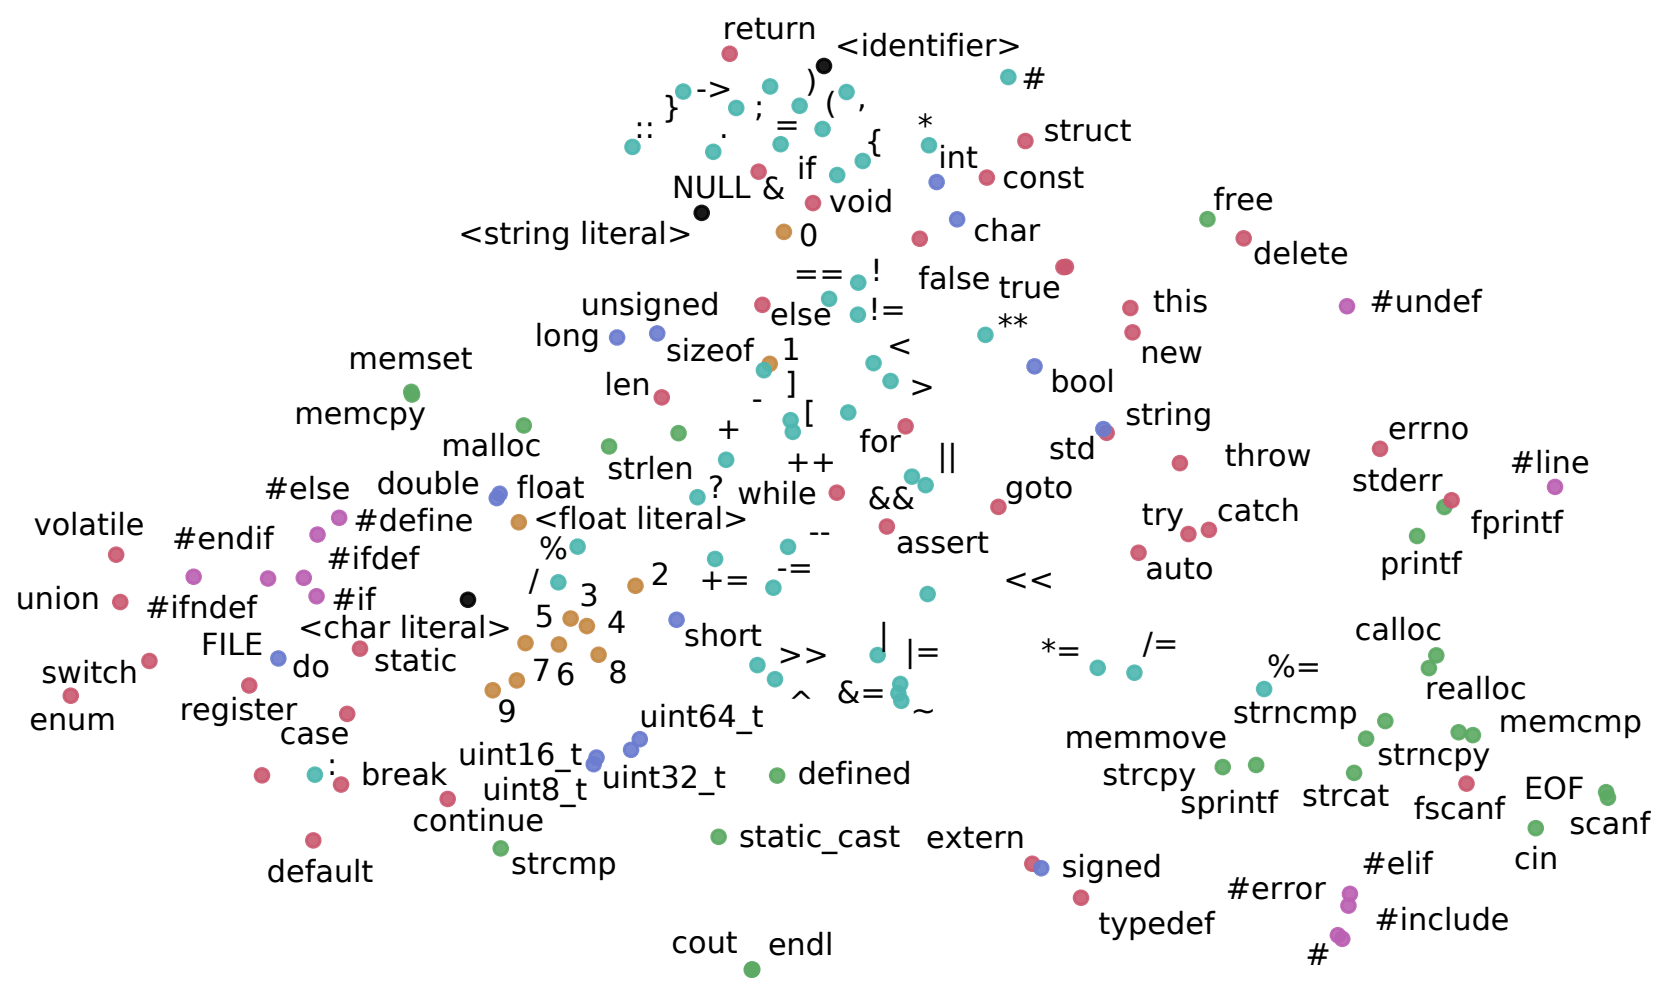 return
<identifier>
#
->
)
}
;
(
,
::
.
=
*
{
struct
int
if
const
NULL
&
void
free
<string literal>
0
char
delete
==
!
false
true
unsigned
this
#undef
else
!=
**
long
sizeof
1
<
new
memset
len
]
>
bool
memcpy
-
[
string
malloc
+
for
std
errno
strlen
++
||
throw
#line
#else
double
float
?
while
&&
goto
stderr
volatile
#define
<float literal>
try
catch
fprintf
#endif
%
--
assert
#ifdef
printf
/
2
+=
-=
<<
auto
union
#ifndef
#if
3
<char literal>
5
4
short
|
calloc
FILE
do
static
>>
|=
*=
/=
switch
7
6
8
%=
realloc
^
&=
~
enum
register
9
uint64_t
strncmp
memcmp
case
memmove
uint16_t
strncpy
:
break
uint32_t
defined
strcpy
uint8_t
sprintf
strcat
EOF
fscanf
continue
scanf
static_cast
extern
default
strcmp
signed
#elif
cin
#error
typedef
#include
cout
endl
#